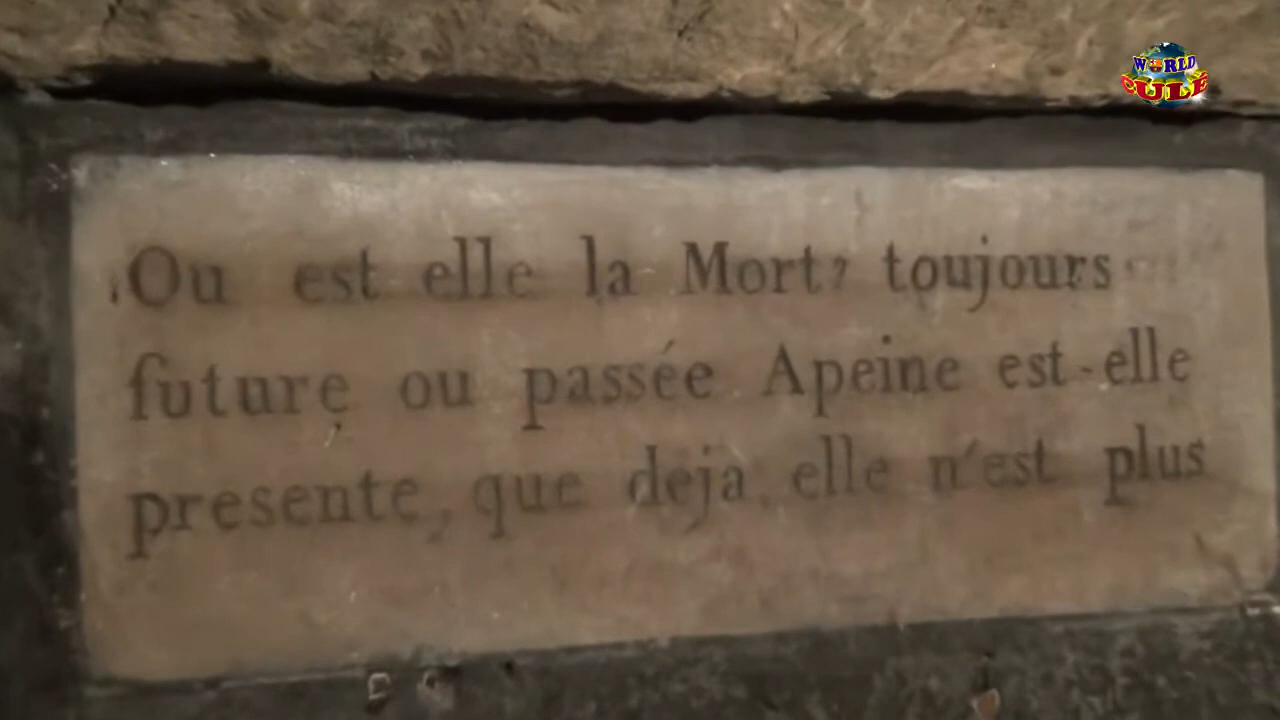 WORLD
CULE
Ou est elle la Mort? toujours
future ou passée Apeine est-elle
presente, que deja elle n'est plus